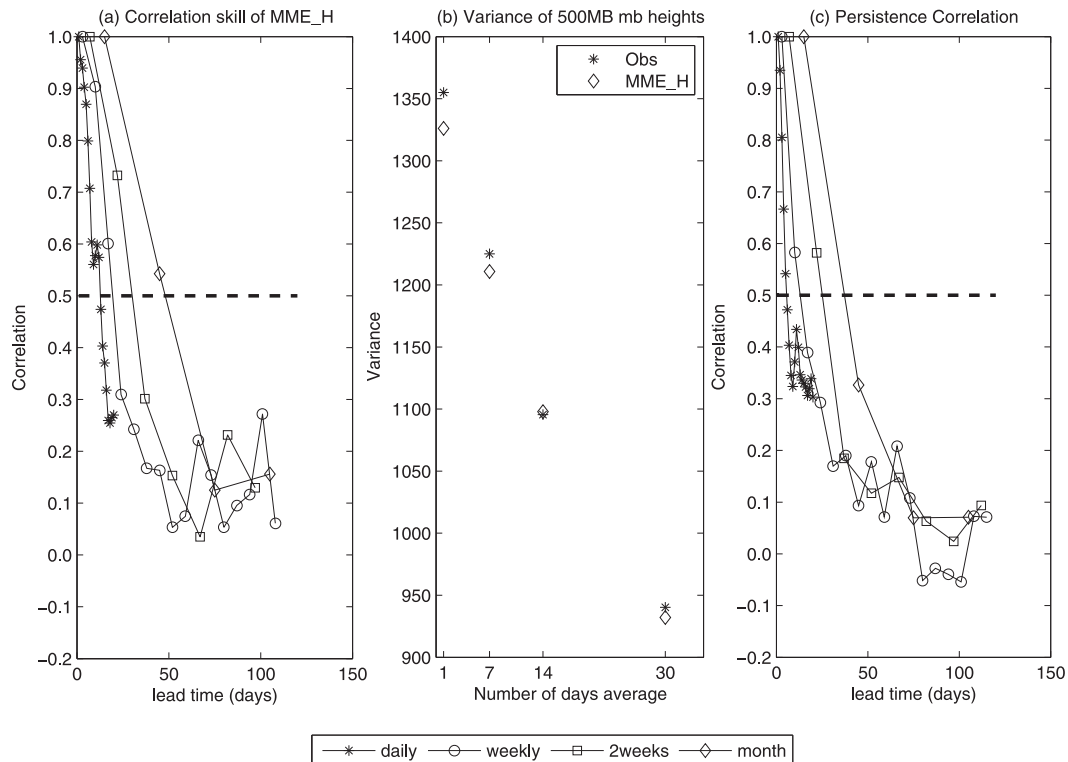 (a) Correlation skill of MME_H
1.0
0.9
0.8
0.7
0.6
0.5
0.4
0.3
0.2
0.1
0.0
−0.1
−0.2
Correlation
0 50 100 150
lead time (days)
(b) Variance of 500MB mb heights
1400
1350
1300
1250
1200
1150
1100
1050
1000
950
900
Variance
Obs
MME_H
1 7 14 30
Number of days average
(c) Persistence Correlation
1.0
0.9
0.8
0.7
0.6
0.5
0.4
0.3
0.2
0.1
0.0
−0.1
−0.2
Correlation
0 50 100 150
lead time (days)
daily weekly 2weeks month